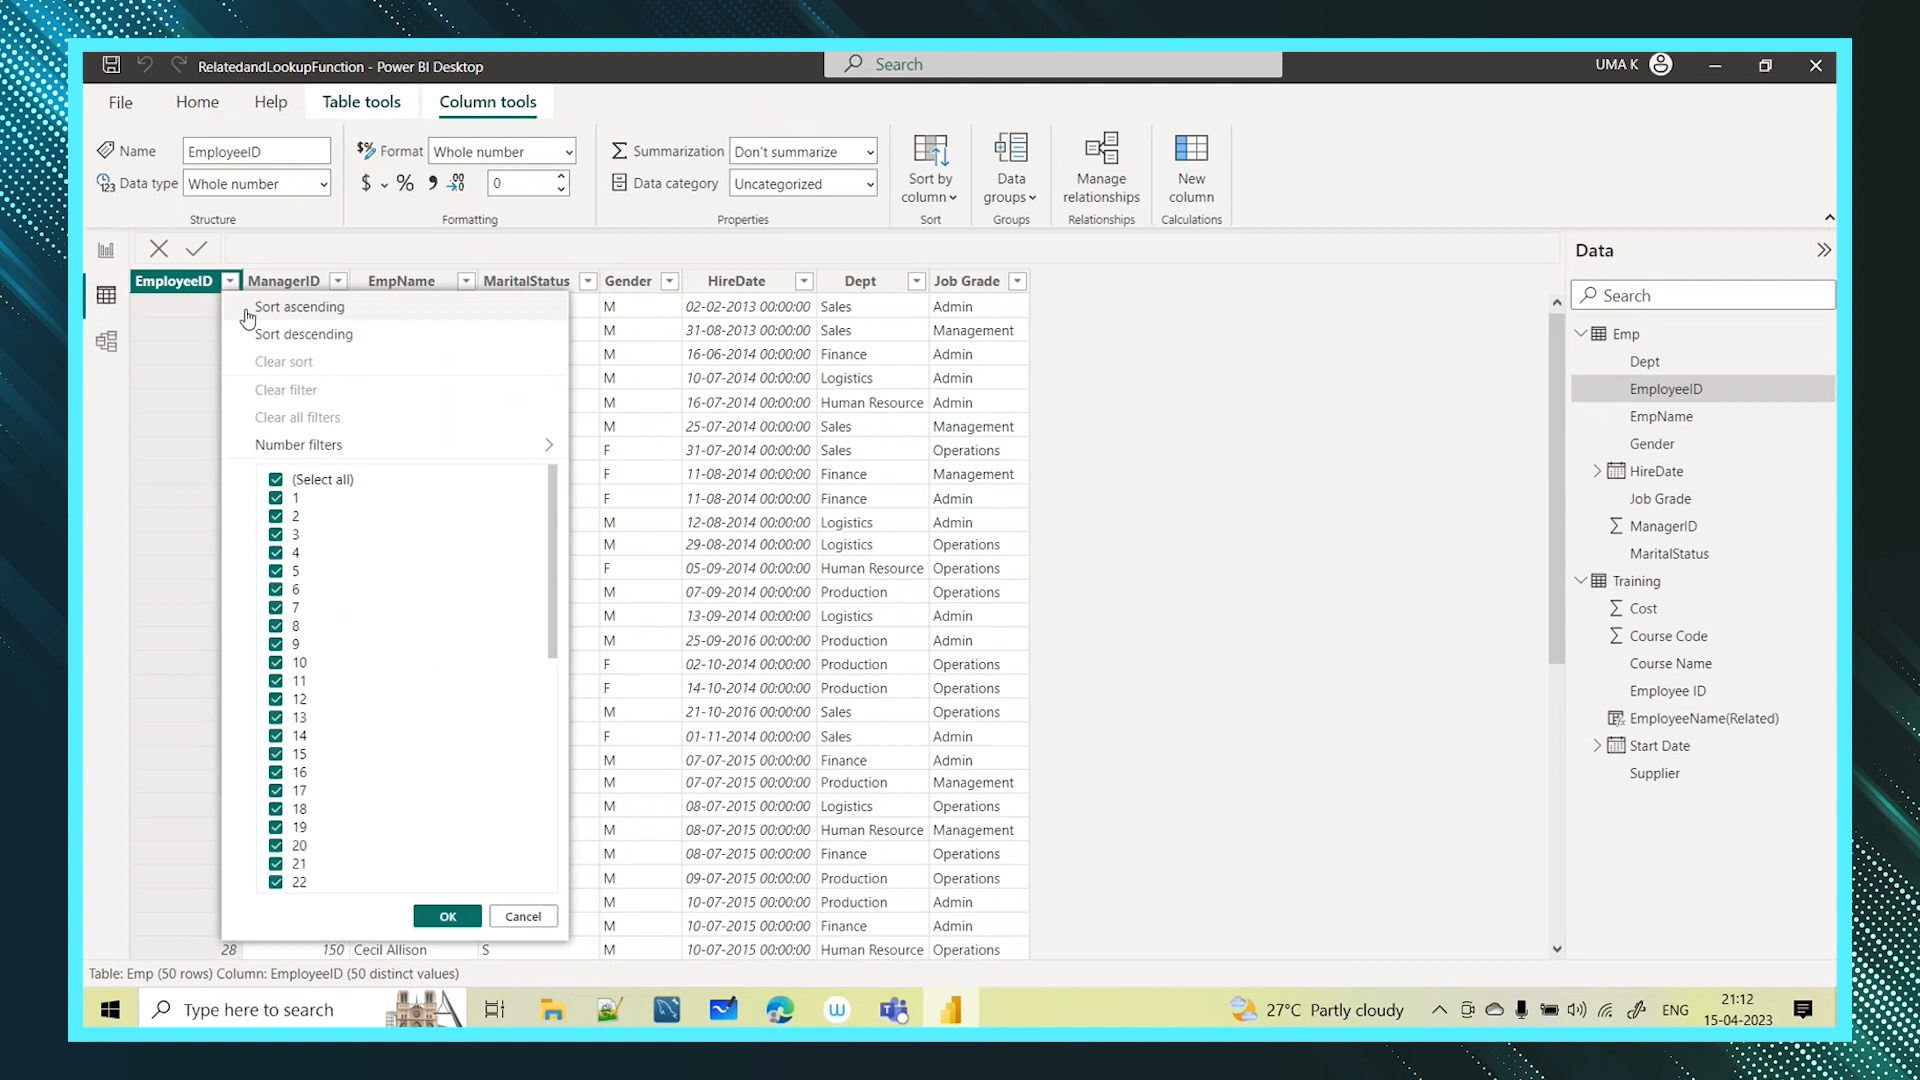 RelatedandLookupFunction - Power BI Desktop
Search
UMA K
File Home Help Table tools Column tools
Name EmployeeID
Data type Whole number
Structure
Format Whole number
$ % 0
Formatting
Summarization Don't summarize
Data category Uncategorized
Properties
Sort by column
Sort
Data groups
Groups
Manage relationships
Relationships
New column
Calculations
EmployeeID ManagerID EmpName MaritalStatus Gender HireDate Dept Job Grade
Sort ascending
Sort descending
Clear sort
Clear filter
Clear all filters
Number filters
(Select all)
1
2
3
4
5
6
7
8
9
10
11
12
13
14
15
16
17
18
19
20
21
22
OK Cancel
M 02-02-2013 00:00:00 Sales Admin
M 31-08-2013 00:00:00 Sales Management
M 16-06-2014 00:00:00 Finance Admin
M 10-07-2014 00:00:00 Logistics Admin
M 16-07-2014 00:00:00 Human Resource Admin
M 25-07-2014 00:00:00 Sales Management
F 31-07-2014 00:00:00 Sales Operations
F 11-08-2014 00:00:00 Finance Management
F 11-08-2014 00:00:00 Finance Admin
M 12-08-2014 00:00:00 Logistics Admin
M 29-08-2014 00:00:00 Logistics Operations
F 05-09-2014 00:00:00 Human Resource Operations
M 07-09-2014 00:00:00 Production Operations
M 13-09-2014 00:00:00 Logistics Admin
M 25-09-2016 00:00:00 Production Admin
F 02-10-2014 00:00:00 Production Operations
F 14-10-2014 00:00:00 Production Operations
M 21-10-2016 00:00:00 Sales Operations
F 01-11-2014 00:00:00 Sales Admin
M 07-07-2015 00:00:00 Finance Admin
M 07-07-2015 00:00:00 Production Management
M 08-07-2015 00:00:00 Logistics Operations
M 08-07-2015 00:00:00 Human Resource Management
M 08-07-2015 00:00:00 Finance Operations
M 09-07-2015 00:00:00 Production Operations
M 10-07-2015 00:00:00 Production Admin
M 10-07-2015 00:00:00 Finance Admin
28 150 Cecil Allison S M 10-07-2015 00:00:00 Human Resource Operations
Data
Search
Emp
Dept
EmployeeID
EmpName
Gender
HireDate
Job Grade
ManagerID
MaritalStatus
Training
Cost
Course Code
Course Name
Employee ID
EmployeeName(Related)
Start Date
Supplier
Table: Emp (50 rows) Column: EmployeeID (50 distinct values)
Type here to search
27°C Partly cloudy
ENG
21:12
15-04-2023